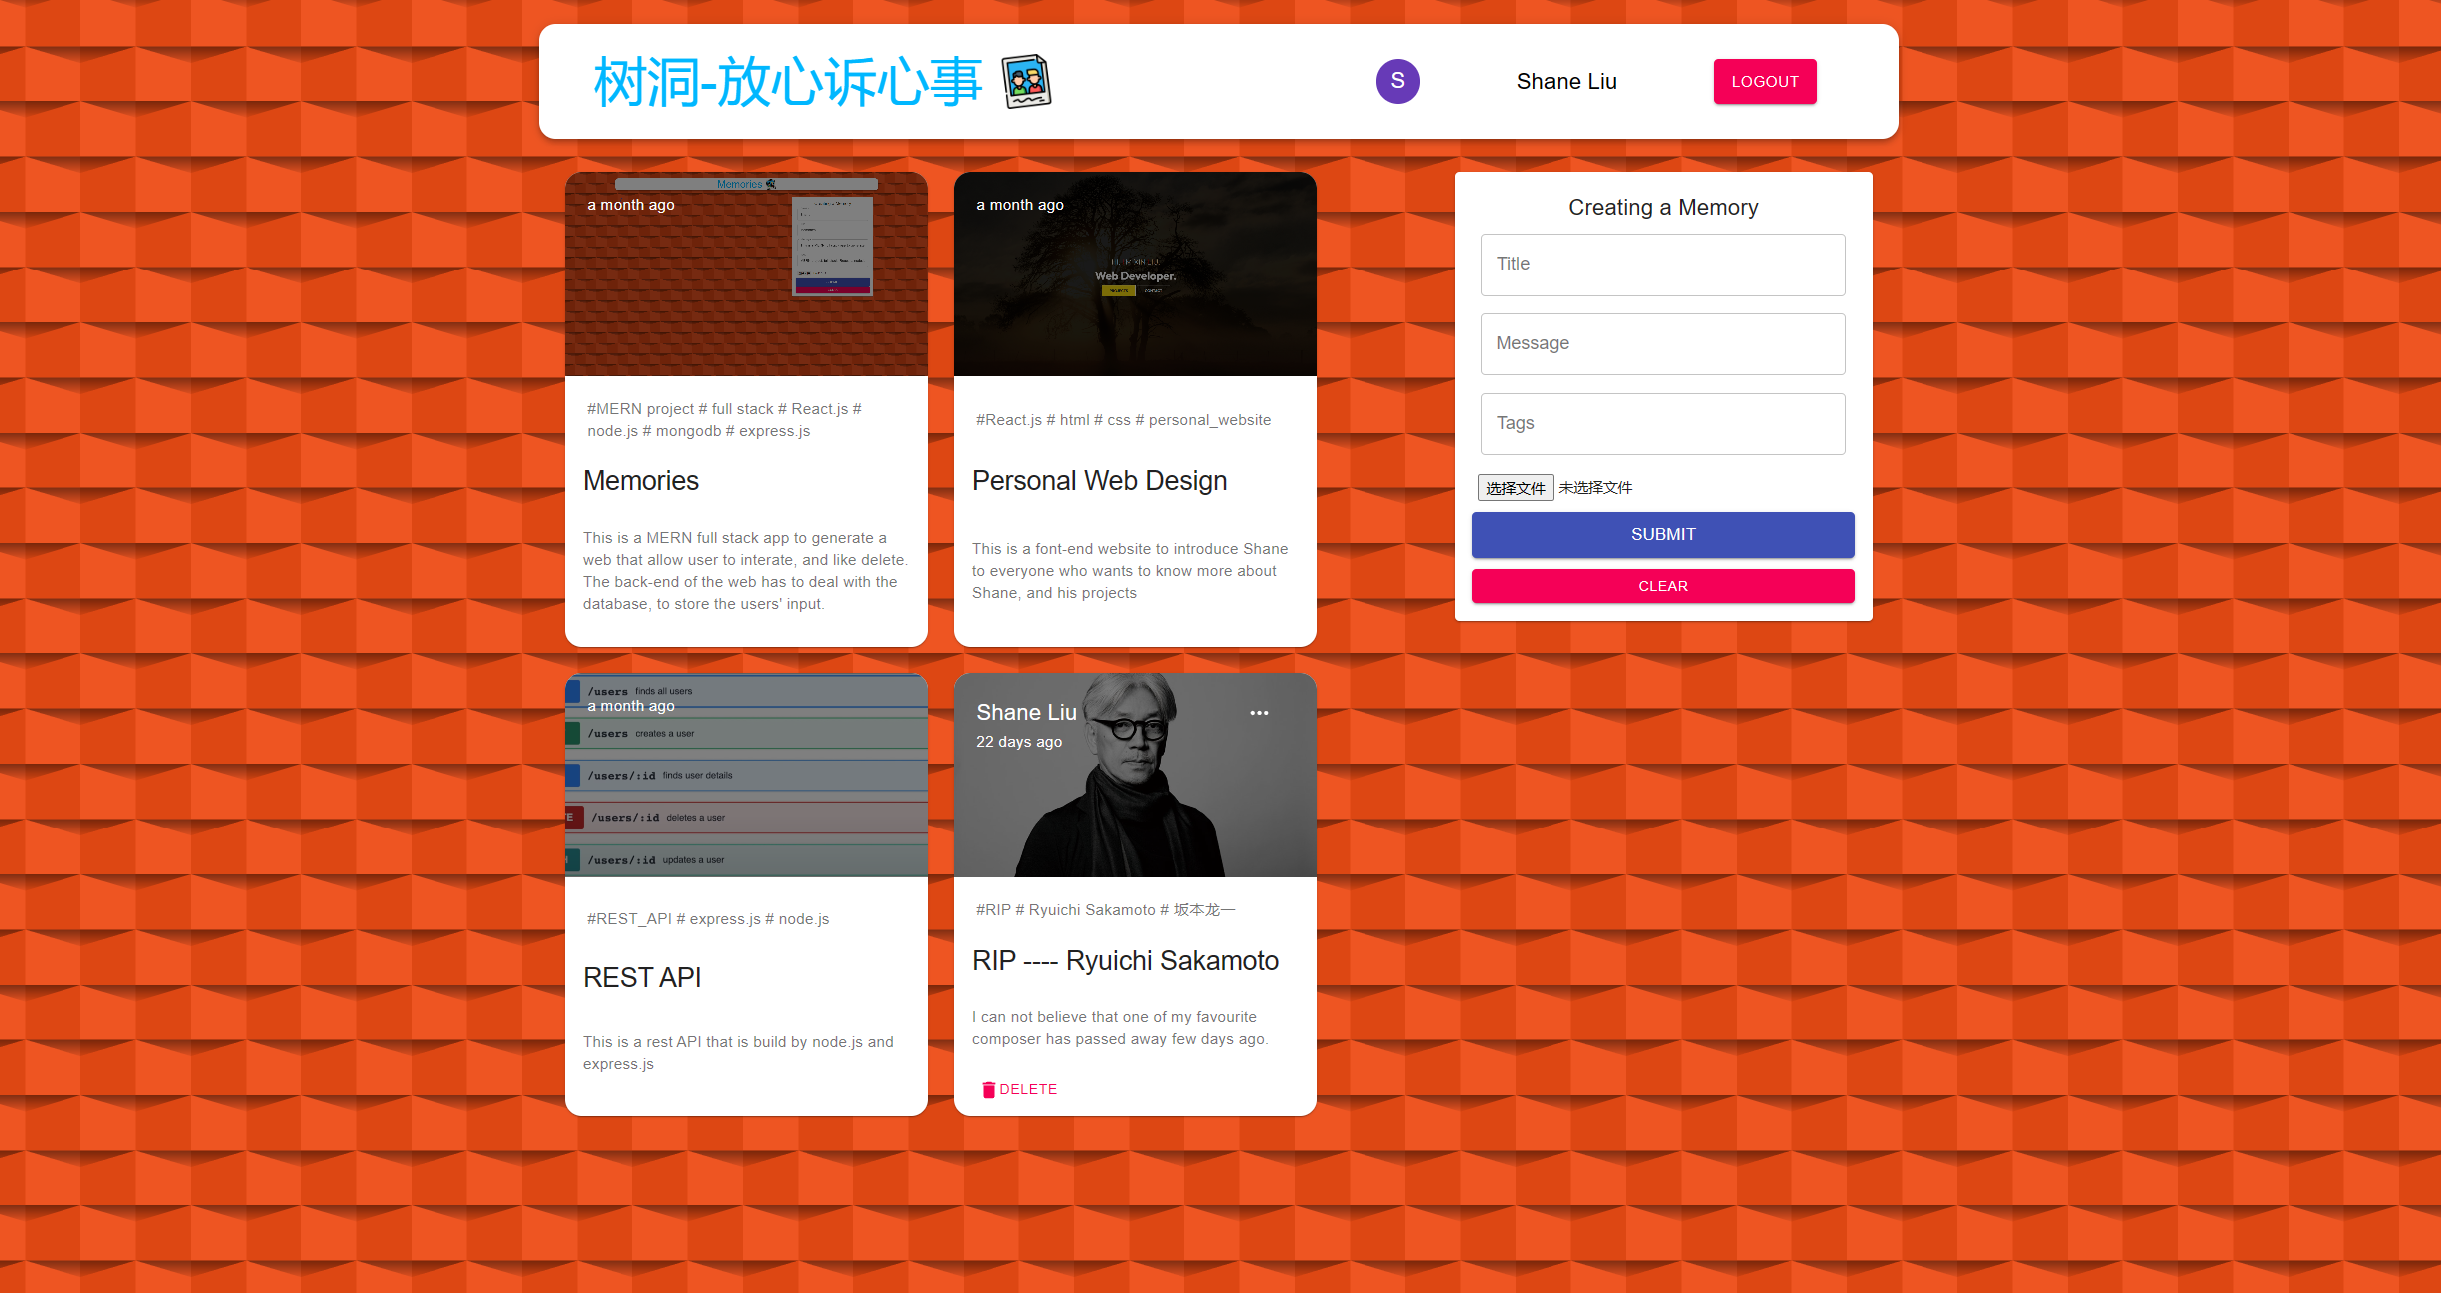 树洞-放心诉心事
S
Shane Liu
LOGOUT
Memories
a month ago
#MERN project # full stack # React.js #
node.js # mongodb # express.js
Memories
This is a MERN full stack app to generate a
web that allow user to interate, and like delete.
The back-end of the web has to deal with the
database, to store the users' input.
a month ago
Web Developer.
PROJECTS
CONTACT
#React.js # html # css # personal_website
Personal Web Design
This is a font-end website to introduce Shane
to everyone who wants to know more about
Shane, and his projects
Creating a Memory
Title
Message
Tags
选择文件 未选择文件
SUBMIT
CLEAR
/users finds all users
a month ago
/users creates a user
/users/:id finds user details
/users/:id deletes a user
/users/:id updates a user
#REST_API # express.js # node.js
REST API
This is a rest API that is build by node.js and
express.js
Shane Liu
22 days ago
#RIP # Ryuichi Sakamoto # 坂本龙一
RIP ---- Ryuichi Sakamoto
I can not believe that one of my favourite
composer has passed away few days ago.
DELETE